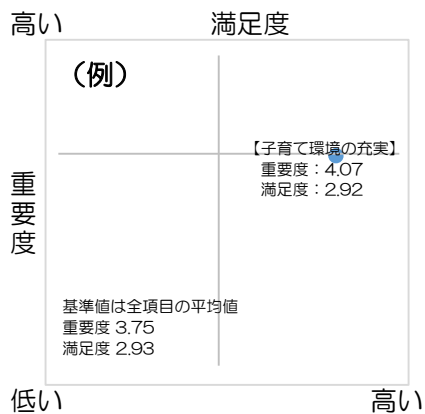 高い
満足度
（例）
【子育て環境の充実】
重要度：4.07
満足度：2.92
重要度
基準値は全項目の平均値
重要度 3.75
満足度 2.93
低い
高い